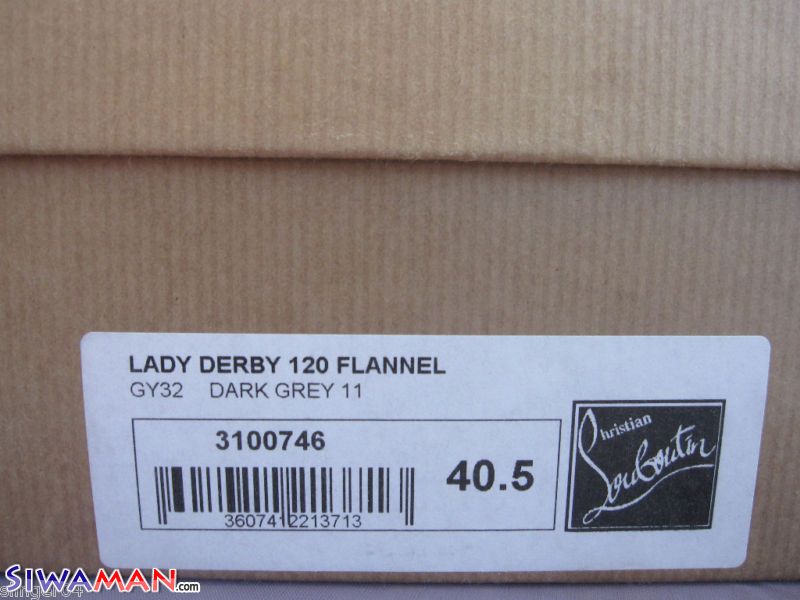 LADY DERBY 120 FLANNEL
GY32 DARK GREY 11
3100746
40.5
3607412213713
Christian
Louboutin
SIWAMAN.com